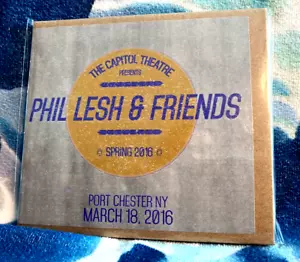 THE CAPITOL THEATRE
PRESENTS
PHIL LESH & FRIENDS
SPRING 2016
PORT CHESTER NY
MARCH 18, 2016